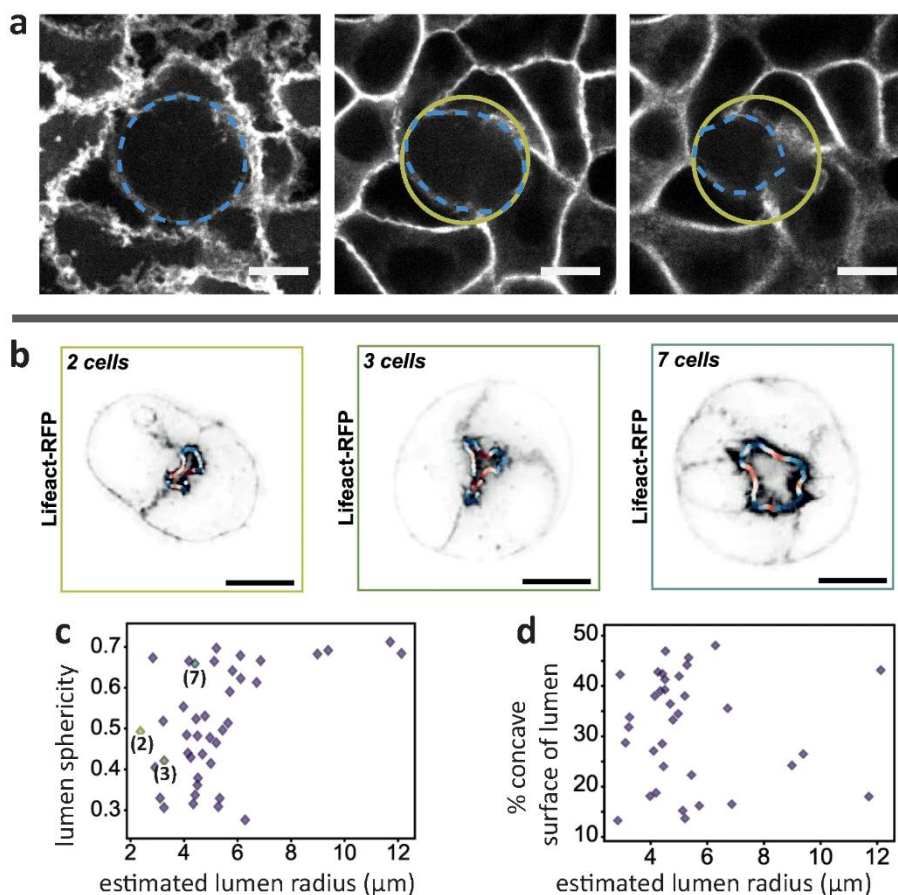 a
b
2 cells
3 cells
7 cells
Lifeact-RFP
Lifeact-RFP
Lifeact-RFP
c
d
0.7
0.6
0.5
0.4
0.3
lumen sphericity
(7)
(2)
(3)
2
4
6
8
10
12
estimated lumen radius (μm)
50
40
30
20
10
% concave
surface of lumen
4
6
8
10
12
estimated lumen radius (μm)